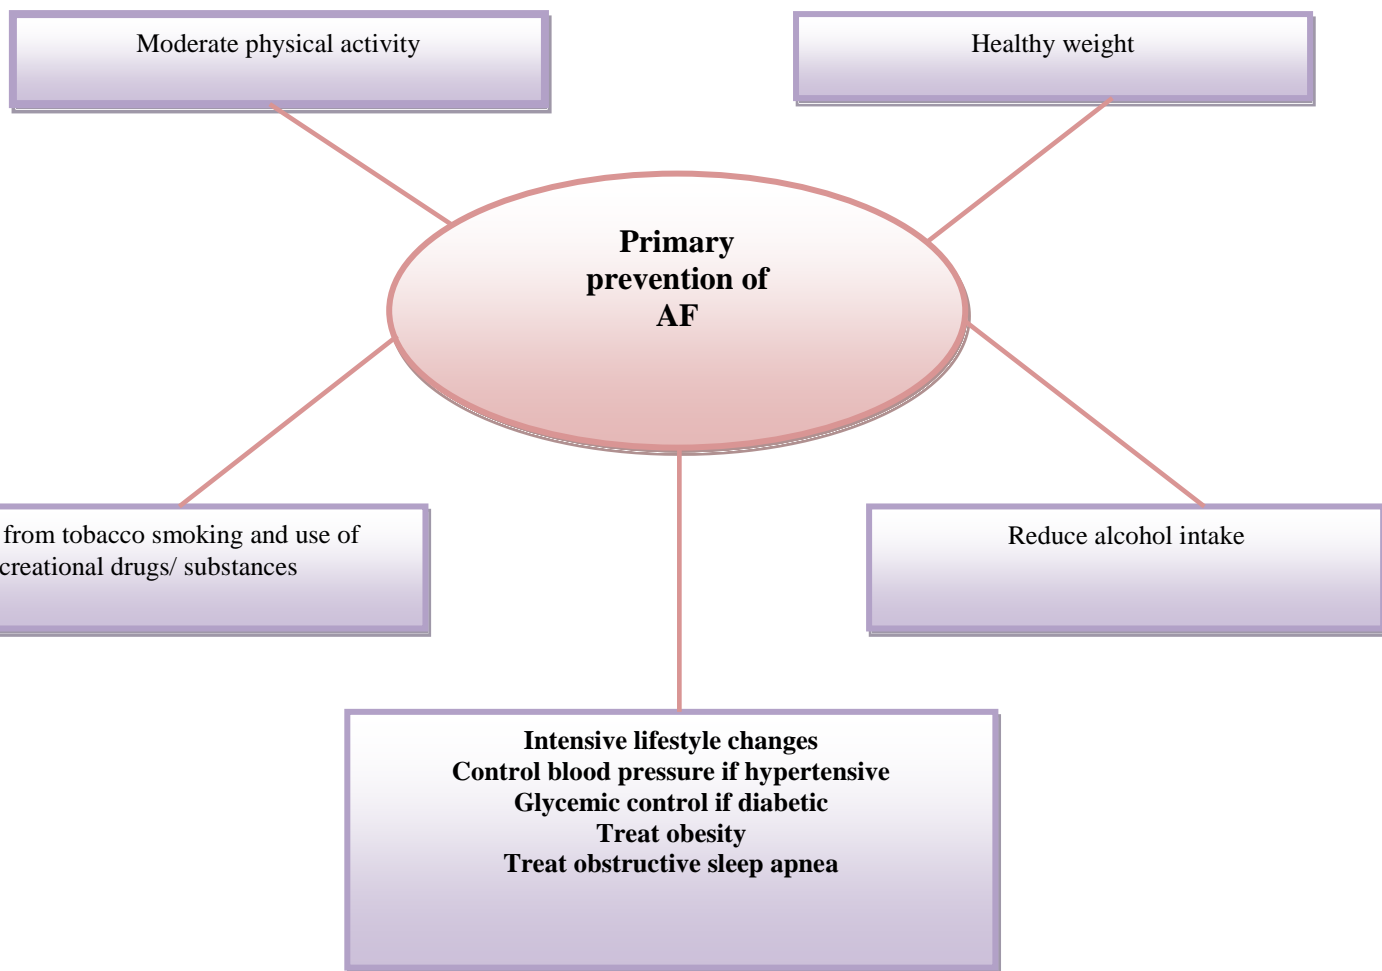 Moderate physical activity
Healthy weight
Primary
prevention of
AF
from tobacco smoking and use of
creational drugs/ substances
Reduce alcohol intake
Intensive lifestyle changes
Control blood pressure if hypertensive
Glycemic control if diabetic
Treat obesity
Treat obstructive sleep apnea